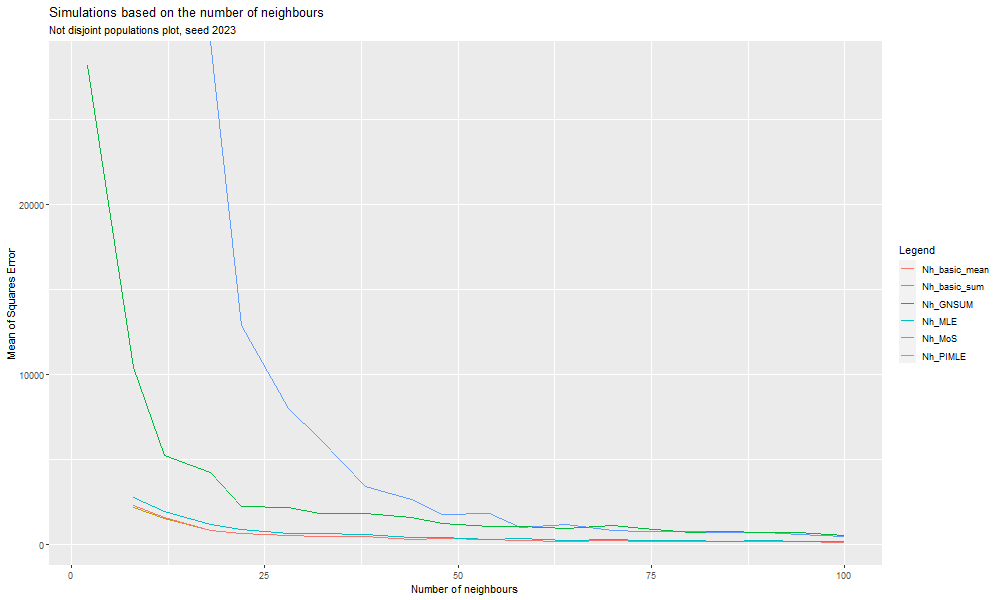 Simulations based on the number of neighbours
Not disjoint populations plot, seed 2023
Mean of Squares Error
20000
10000
0
0
25
50
75
100
Number of neighbours
Legend
Nh_basic_mean
Nh_basic_sum
Nh_GNSUM
Nh_MLE
Nh_MoS
Nh_PIMLE